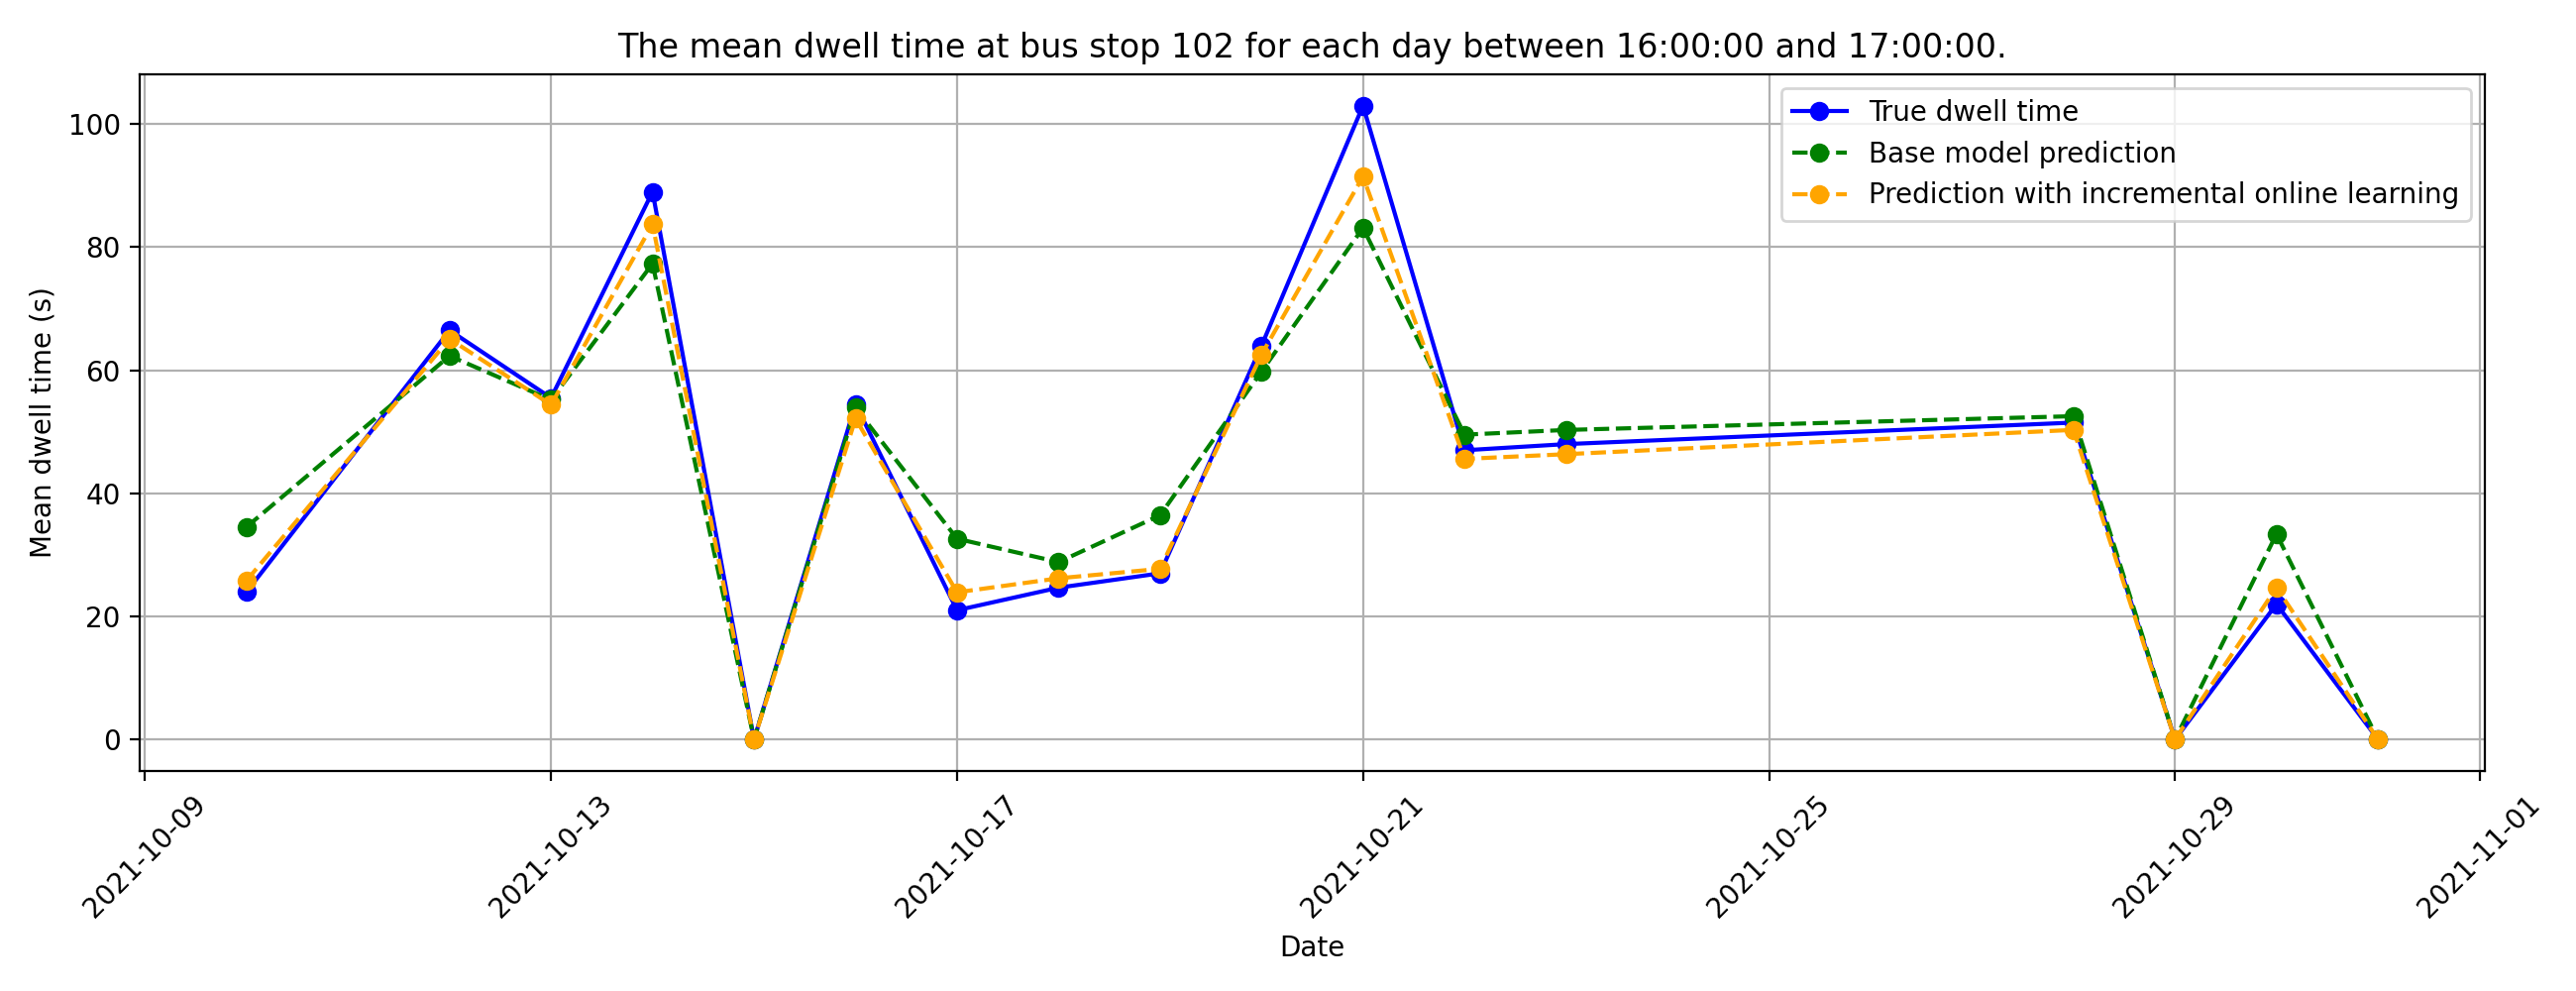 The mean dwell time at bus stop 102 for each day between 16:00:00 and 17:00:00.
True dwell time
Base model prediction
Prediction with incremental online learning
Mean dwell time (s)
100
80
60
40
20
0
2021-10-09
2021-10-13
2021-10-17
2021-10-21
2021-10-25
2021-10-29
2021-11-01
Date